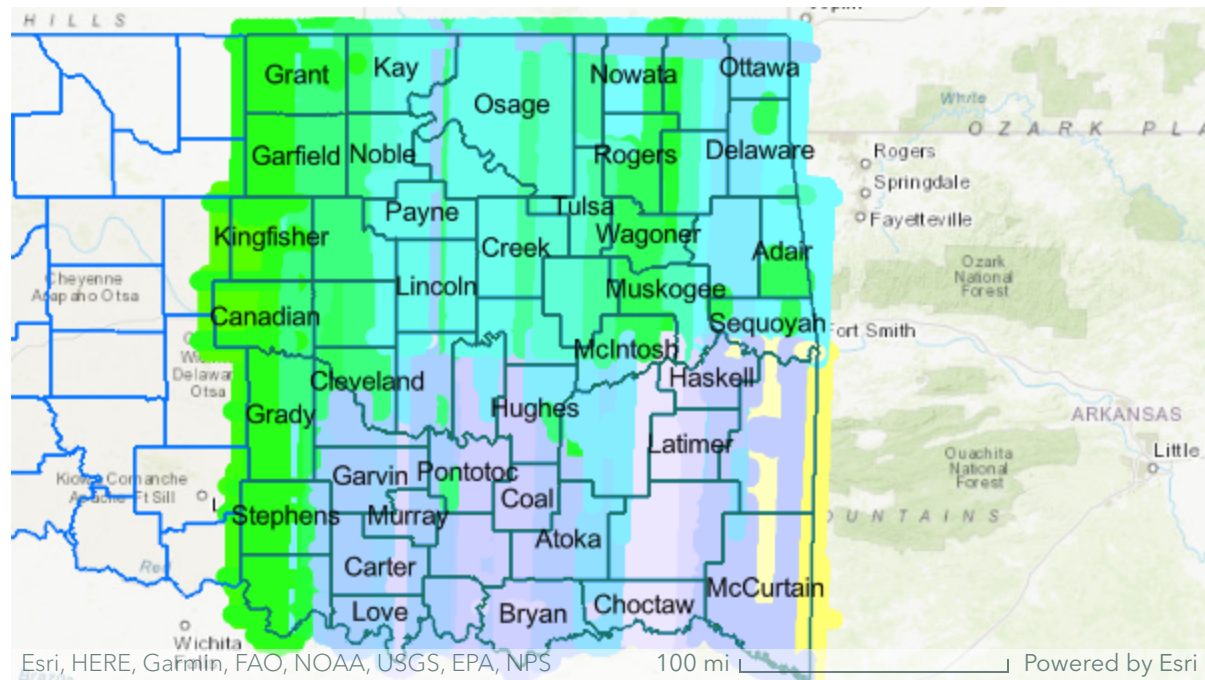 HILLS
Grant
Kay
Nowata
Ottawa
Osage
White
OZARK PLA
Garfield
Noble
Rogers
Delaware
Rogers
Springdale
Payne
Tulsa
Fayetteville
Kingfisher
Creek
Wagoner
Adair
Cheyenne
Arapaho Otsa
Lincoln
Muskogee
Ozark
National
Forest
Canadian
Sequoyah
Fort Smith
McIntosh
Delawar
Otsa
Cleveland
Haskell
Grady
Hughes
ARKANSAS
Latimer
Little
Kiowa Comanche
Apache Ft Sill
Garvin
Pontotoc
Ouachita
National
Forest
Coal
Stephens
Murray
OUNTAINS
Atoka
Red
Carter
McCurtain
Love
Bryan
Choctaw
Wichita
Falls
Esri, HERE, Garmin, FAO, NOAA, USGS, EPA, NPS
100 mi
Powered by Esri